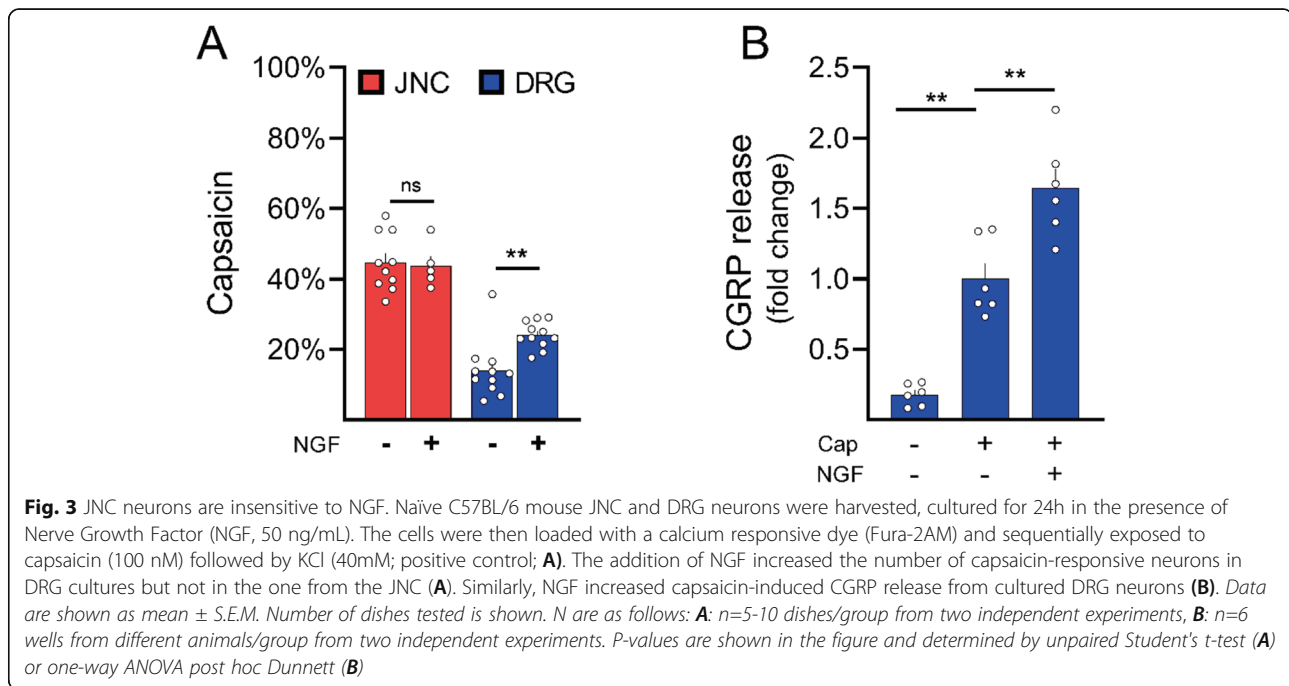 A
100%
80%
60%
40%
20%
Capsaicin
JNC
DRG
ns
**
NGF - + - +
B
2.5
2.0
1.5
1.0
0.5
CGRP release
(fold change)
**
**
Cap - + +
NGF - - +
Fig. 3 JNC neurons are insensitive to NGF. Naïve C57BL/6 mouse JNC and DRG neurons were harvested, cultured for 24h in the presence of
Nerve Growth Factor (NGF, 50 ng/mL). The cells were then loaded with a calcium responsive dye (Fura-2AM) and sequentially exposed to
capsaicin (100 nM) followed by KCl (40mM; positive control; A). The addition of NGF increased the number of capsaicin-responsive neurons in
DRG cultures but not in the one from the JNC (A). Similarly, NGF increased capsaicin-induced CGRP release from cultured DRG neurons (B). Data
are shown as mean ± S.E.M. Number of dishes tested is shown. N are as follows: A: n=5-10 dishes/group from two independent experiments, B: n=6
wells from different animals/group from two independent experiments. P-values are shown in the figure and determined by unpaired Student's t-test (A)
or one-way ANOVA post hoc Dunnett (B)